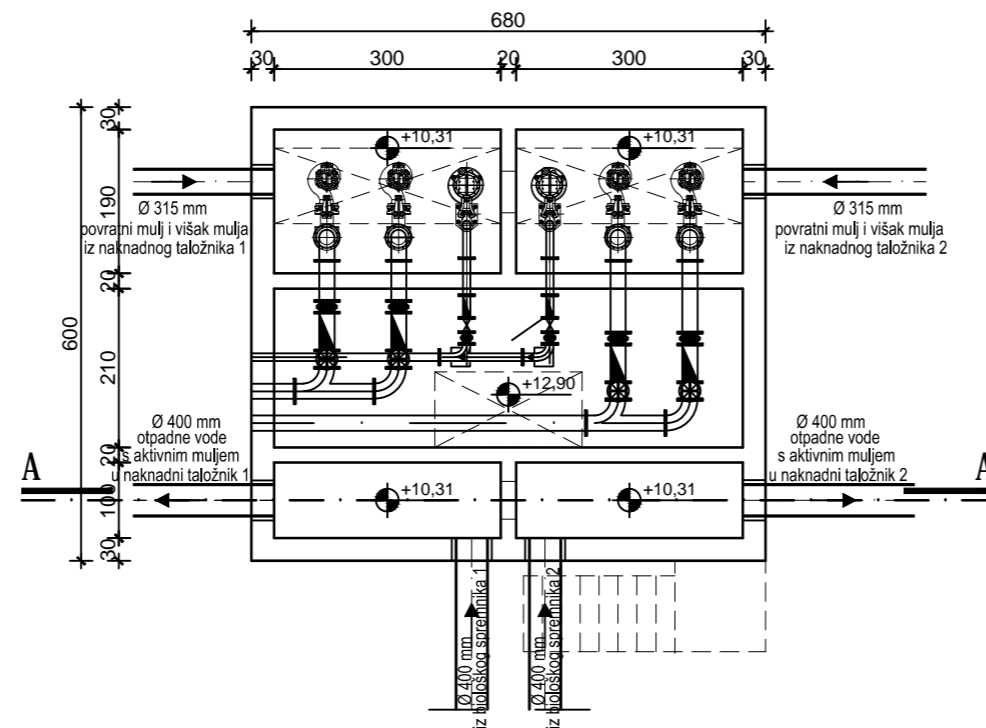 680
30
300
20
300
30
600
30
190
20
210
20
100
30
+10,31
+10,31
Ø 315 mm
povratni mulj i višak mulja
iz naknadnog taložnika 1
Ø 315 mm
povratni mulj i višak mulja
iz naknadnog taložnika 2
+12,90
Ø 400 mm
otpadne vode
s aktivnim muljem
u naknadni taložnik 1
Ø 400 mm
otpadne vode
s aktivnim muljem
u naknadni taložnik 2
A
A
+10,31
+10,31
Ø 400 mm
iz biološkog spremnika 1
Ø 400 mm
iz biološkog spremnika 2